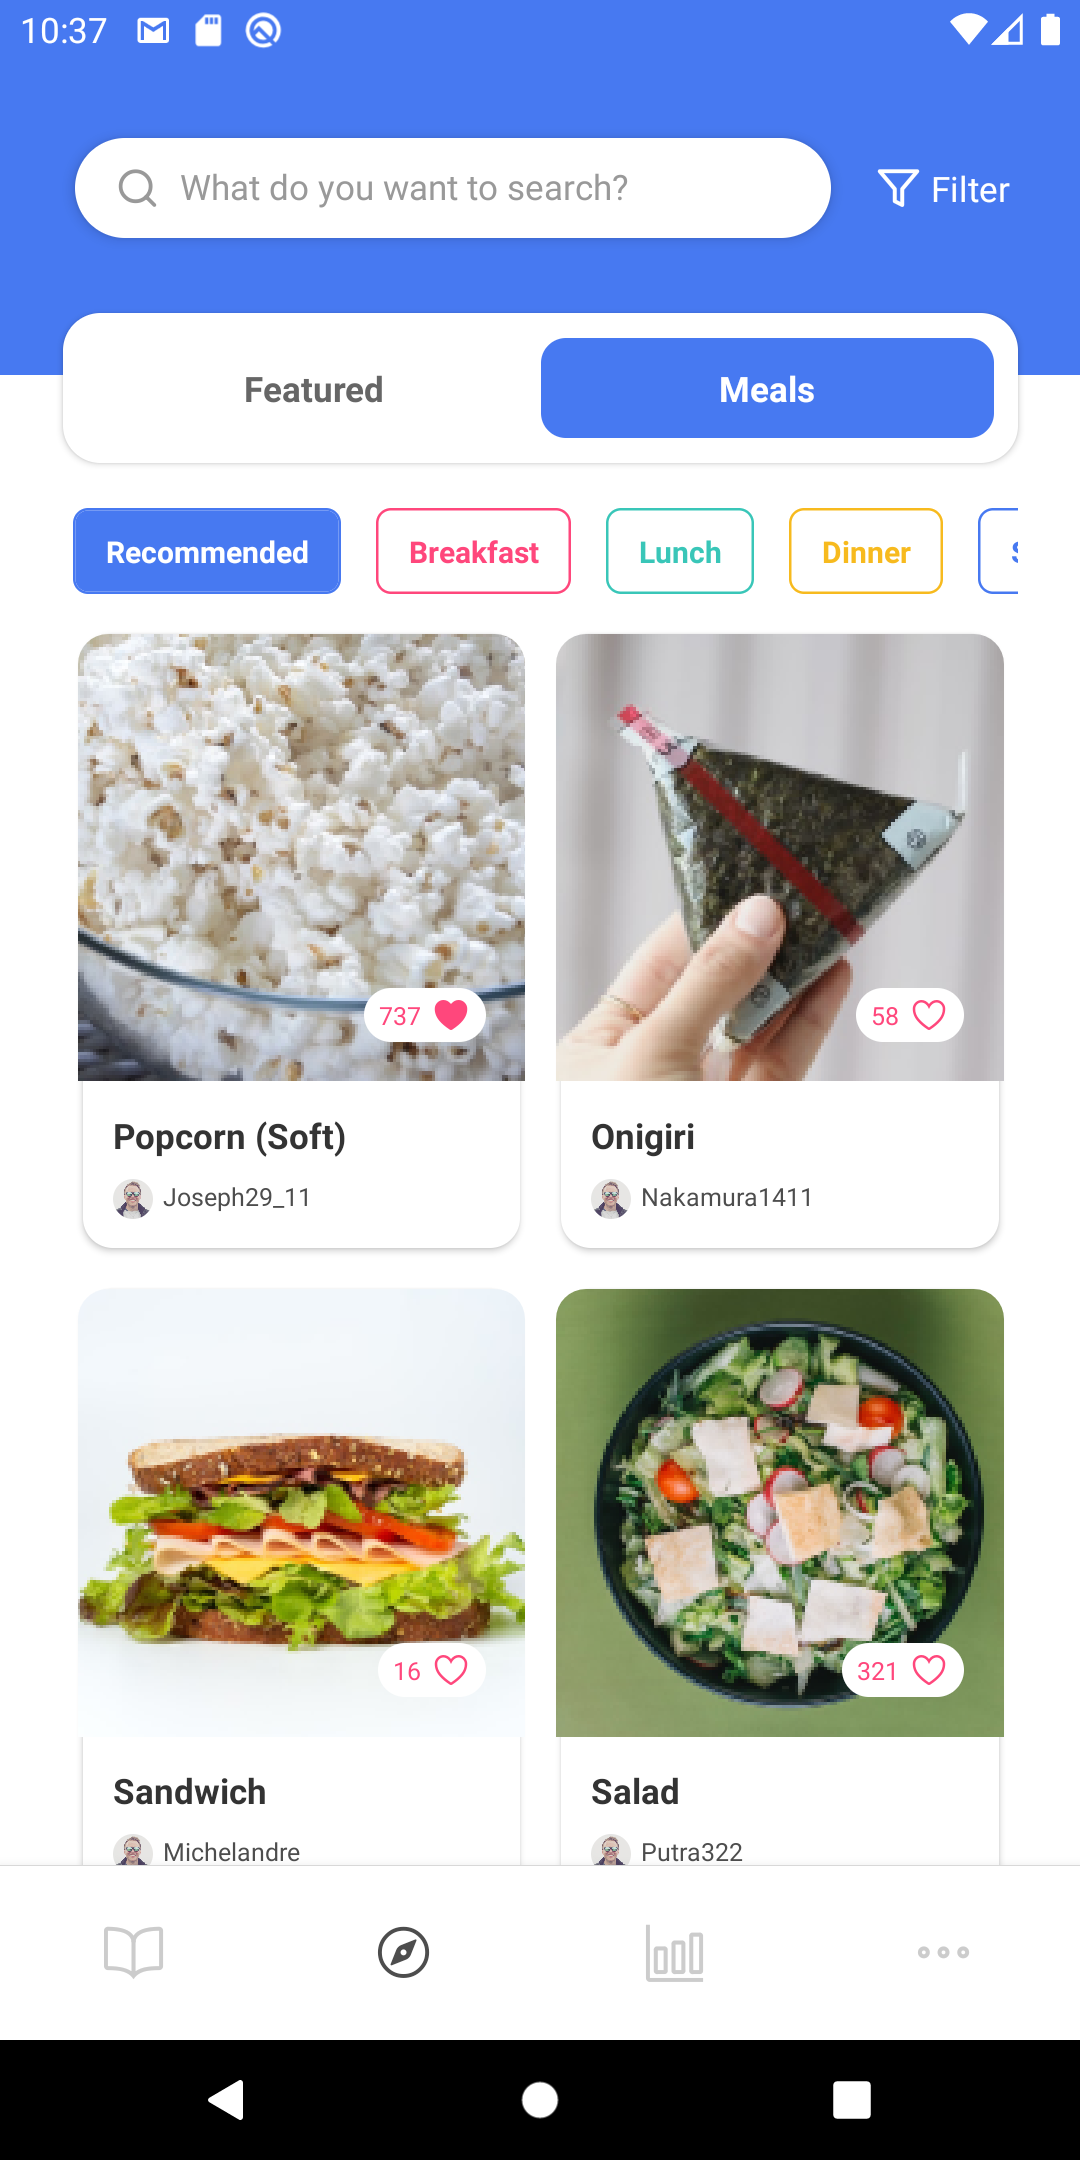 10:37
What do you want to search?
Filter
Featured
Meals
Recommended
Breakfast
Lunch
Dinner
737
58
Popcorn (Soft)
Onigiri
Joseph29_11
Nakamura1411
16
321
Sandwich
Salad
Michelandre
Putra322